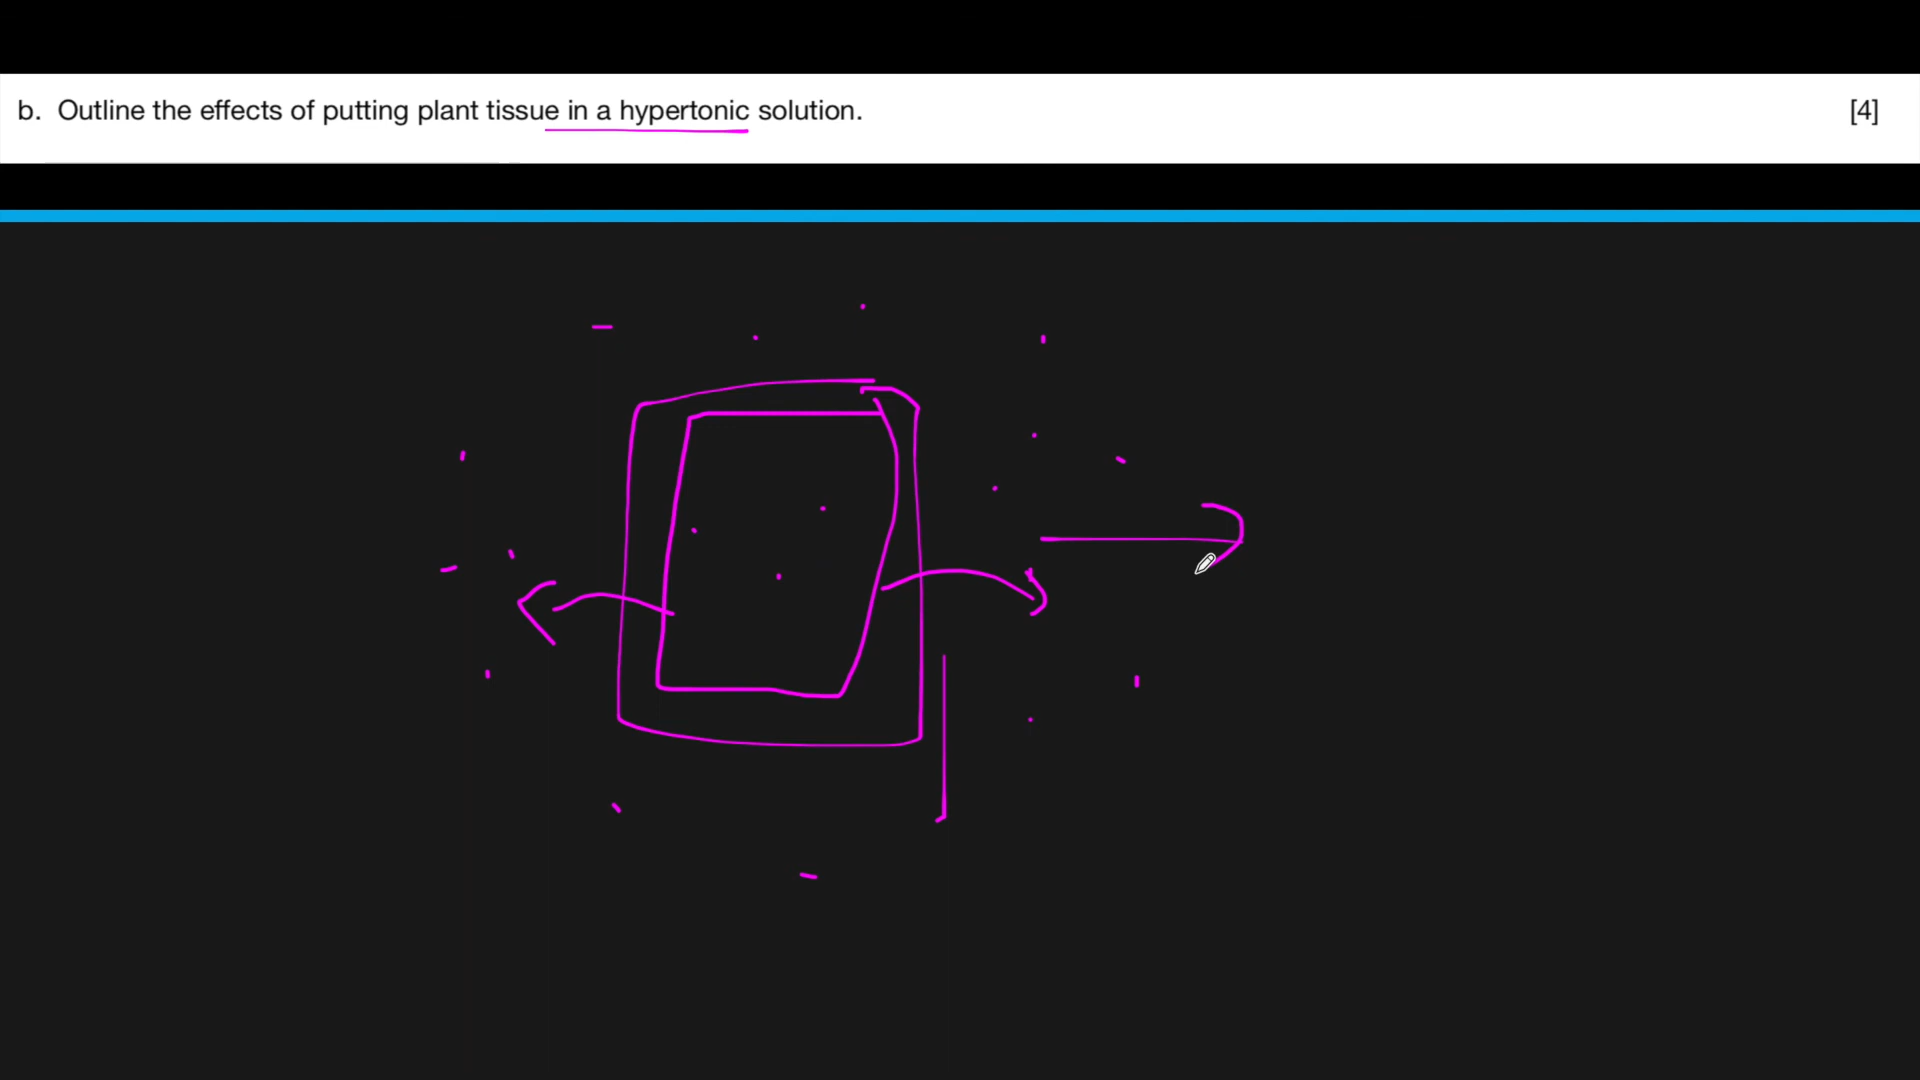 b. Outline the effects of putting plant tissue in a hypertonic solution. [4]